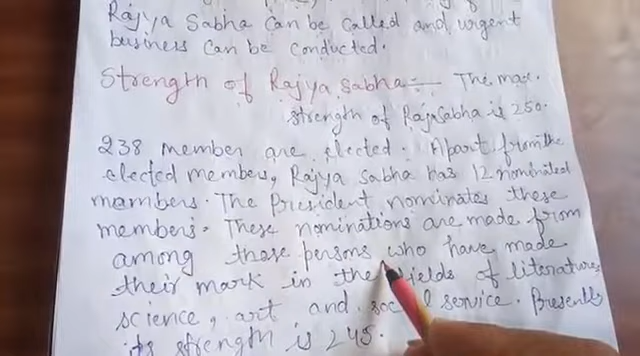 Rajya Sabha can be called and urgent
business can be conducted.
Strength of Rajya Sabha:— The max.
strength of RajaSabha is 250.
238 member are elected. Apart from the
elected members, Rajya Sabha has 12 nominated
mambers. The President nominates these
members. These nominations are made from
among those persons who have made
their mark in the fields of literature,
science, art and social service. Presently
its strength is 245.